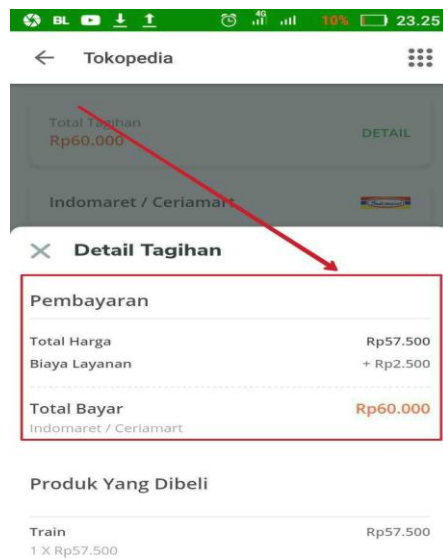 BL 4G 10% 23.25
Tokopedia
Total Tagihan
Rp60.000 DETAIL
Indomaret / Ceriamart
Detail Tagihan
Pembayaran
Total Harga Rp57.500
Biaya Layanan + Rp2.500
Total Bayar Rp60.000
Indomaret / Ceriamart
Produk Yang Dibeli
Train Rp57.500
1 X Rp57.500